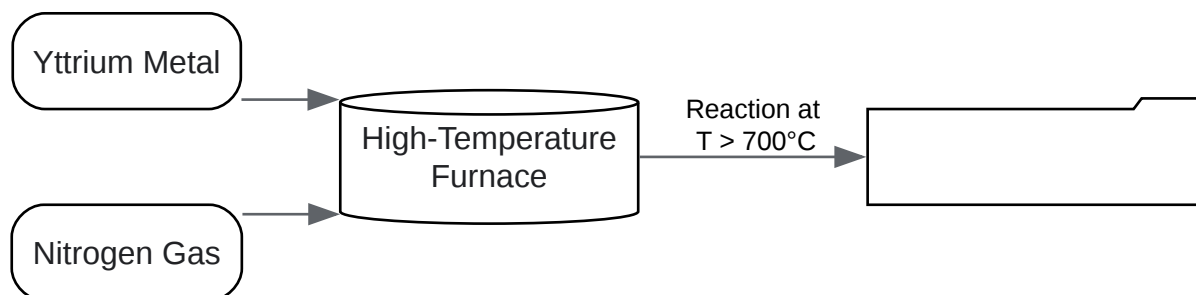 Yttrium Metal
High-Temperature
Furnace
Reaction at
T > 700°C
Nitrogen Gas